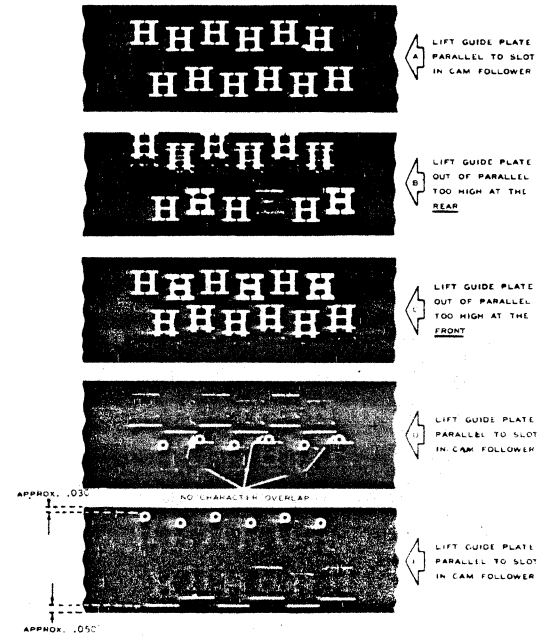 H H H H H H
H H H H H H
A
LIFT GUIDE PLATE
PARALLEL TO SLOT
IN CAM FOLLOWER
H H H H H H
H H H H H
B
LIFT GUIDE PLATE
OUT OF PARALLEL
TOO HIGH AT THE
REAR
H H H H H H
H H H H H H
C
LIFT GUIDE PLATE
OUT OF PARALLEL
TOO HIGH AT THE
FRONT
D
LIFT GUIDE PLATE
PARALLEL TO SLOT
IN CAM FOLLOWER
NO CHARACTER OVERLAP
APPROX. .030
LIFT GUIDE PLATE
PARALLEL TO SLOT
IN CAM FOLLOWER
APPROX. .050